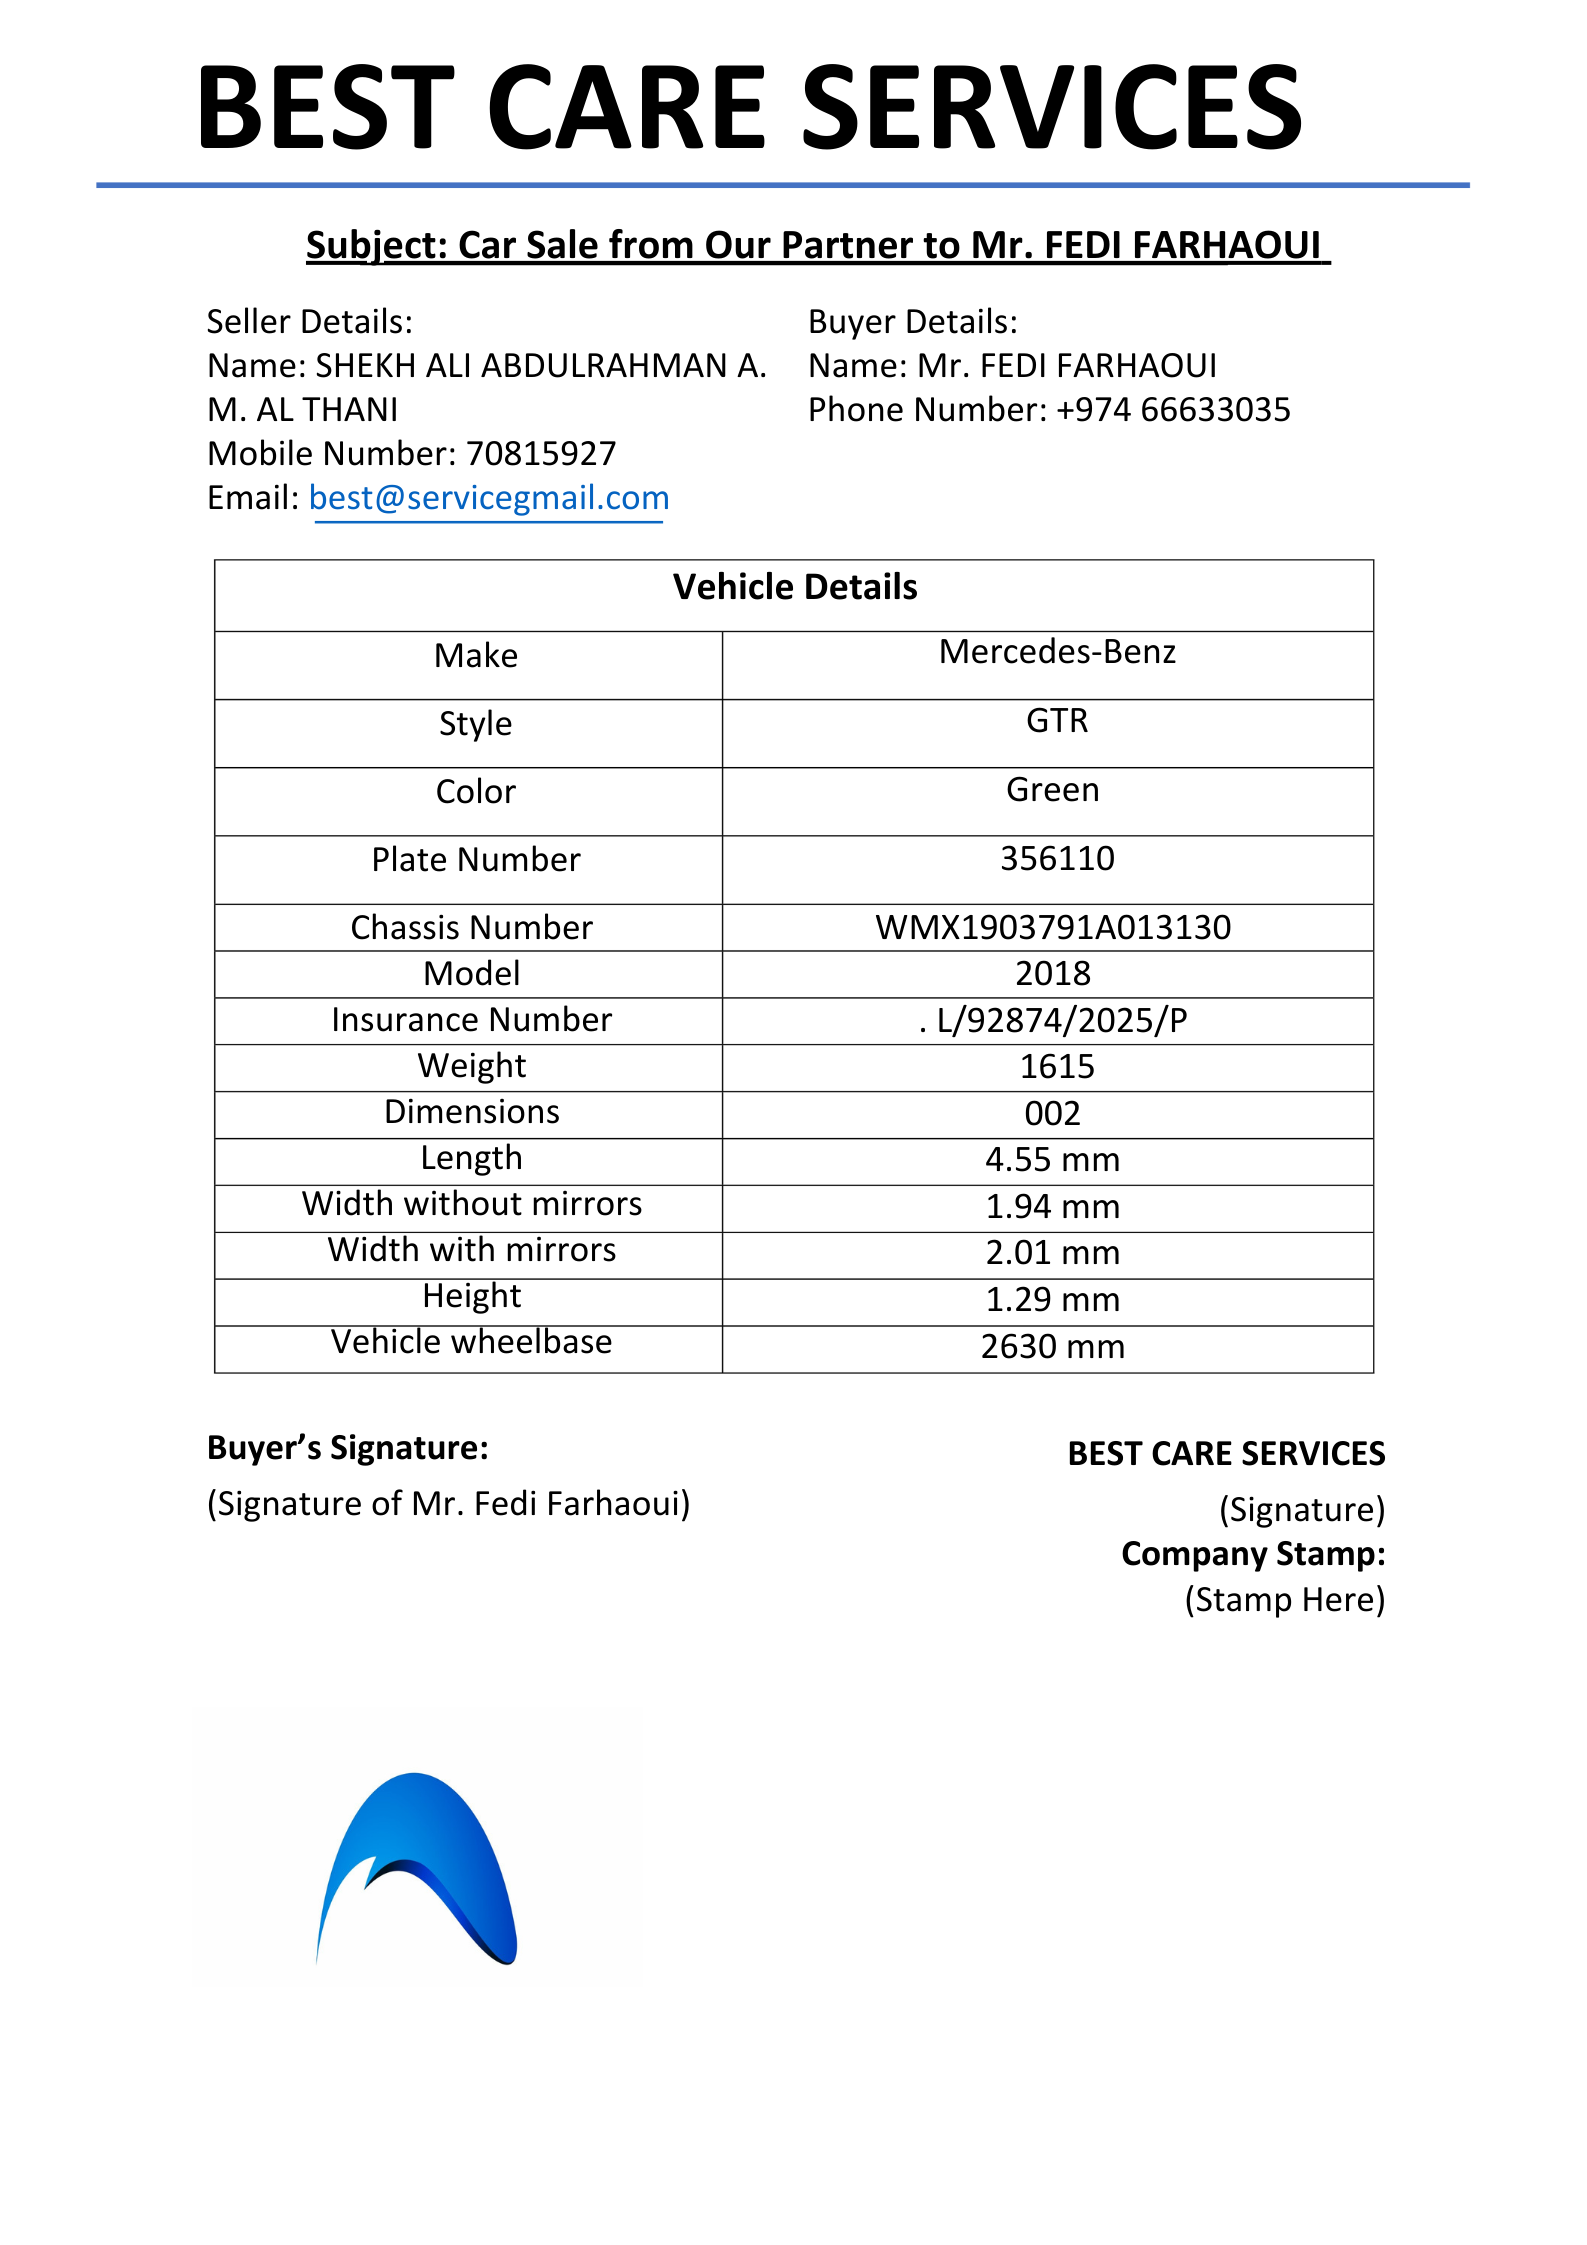 BEST CARE SERVICES
Subject: Car Sale from Our Partner to Mr. FEDI FARHAOUI
Seller Details:
Name: SHEKH ALI ABDULRAHMAN A.
M. AL THANI
Mobile Number: 70815927
Email: best@servicegmail.com
Buyer Details:
Name: Mr. FEDI FARHAOUI
Phone Number: +974 66633035
Vehicle Details
Make Mercedes-Benz
Style GTR
Color Green
Plate Number 356110
Chassis Number WMX1903791A013130
Model 2018
Insurance Number . L/92874/2025/P
Weight 1615
Dimensions 002
Length 4.55 mm
Width without mirrors 1.94 mm
Width with mirrors 2.01 mm
Height 1.29 mm
Vehicle wheelbase 2630 mm
Buyer’s Signature:
(Signature of Mr. Fedi Farhaoui)
BEST CARE SERVICES
(Signature)
Company Stamp:
(Stamp Here)